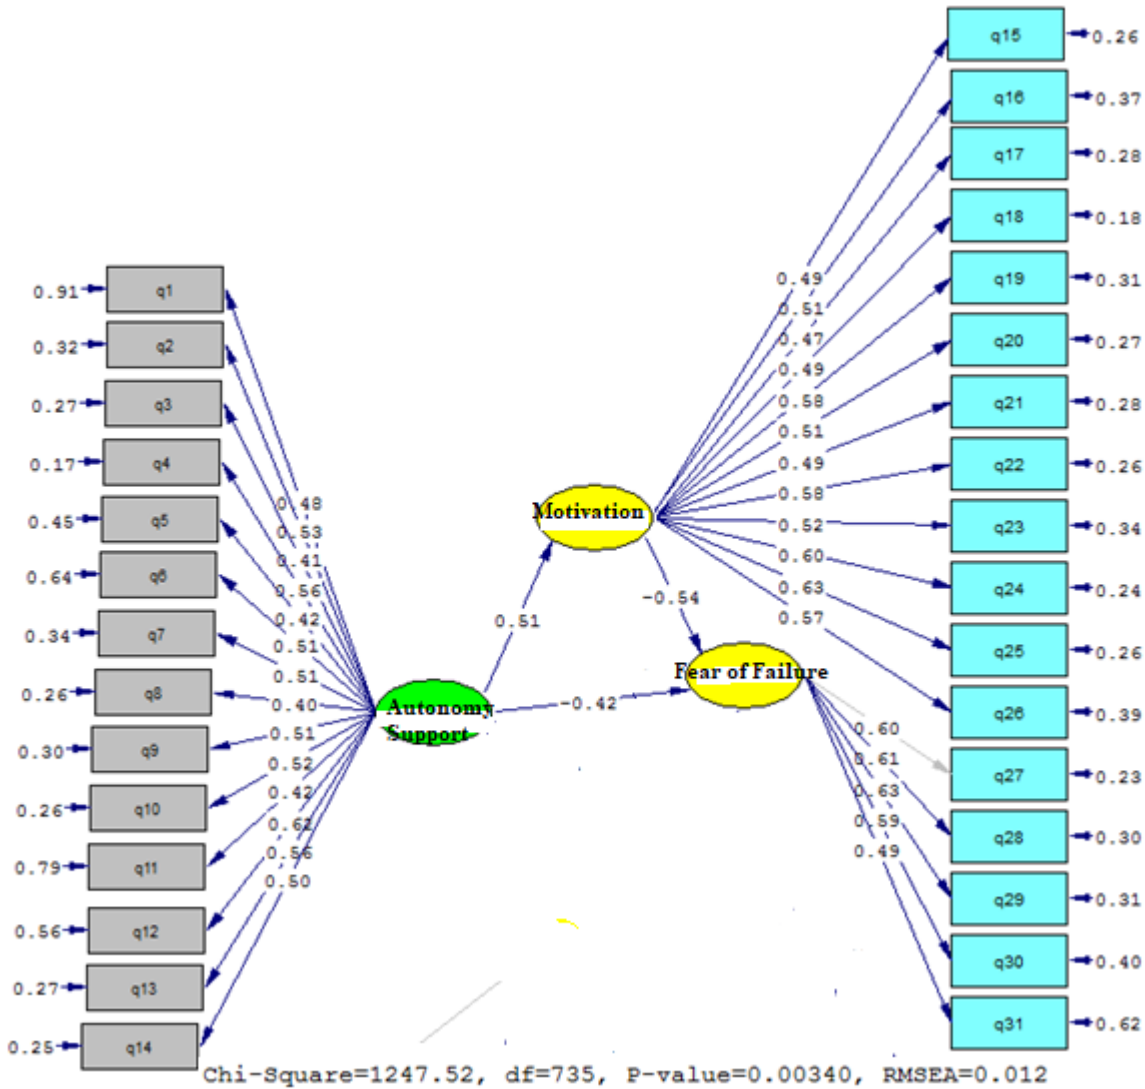 q15 0.26
q16 0.37
q17 0.28
q18 0.18
q19 0.31
q20 0.27
q21 0.28
q22 0.26
q23 0.34
q24 0.24
q25 0.26
q26 0.39
q27 0.23
q28 0.30
q29 0.31
q30 0.40
q31 0.62
0.49
0.51
0.47
0.49
0.58
0.51
0.49
0.58
0.52
0.60
0.63
0.57
0.91 q1
0.32 q2
0.27 q3
0.17 q4
0.45 q5
0.64 q6
0.34 q7
0.26 q8
0.30 q9
0.26 q10
0.79 q11
0.56 q12
0.27 q13
0.25 q14
0.48
0.53
0.41
0.56
0.42
0.51
0.51
0.40
0.51
0.52
0.42
0.62
0.56
0.50
Motivation
0.51
-0.54
Fear of Failure
Autonomy
Support
-0.42
0.60
0.61
0.63
0.59
0.49
Chi-Square=1247.52, df=735, P-value=0.00340, RMSEA=0.012